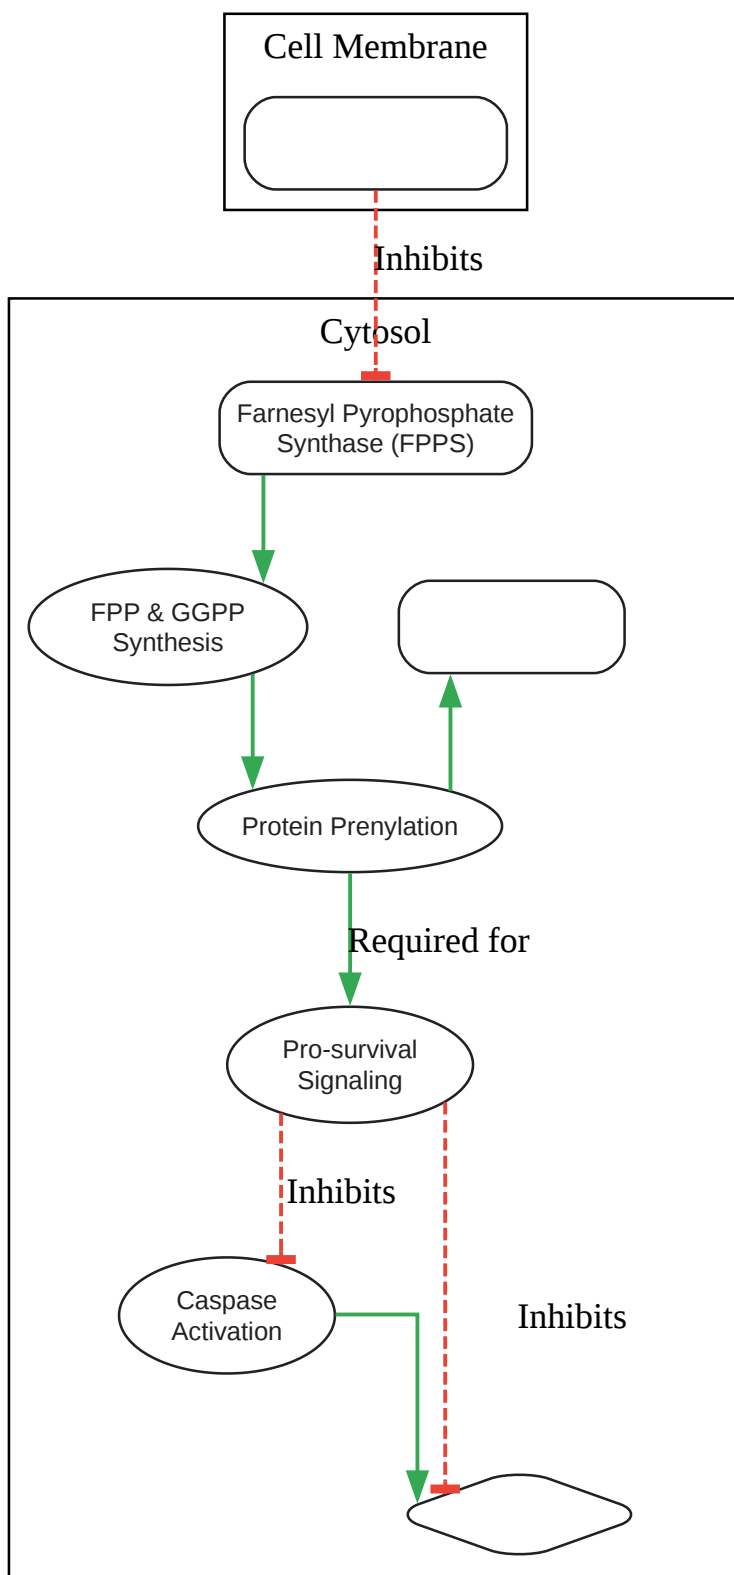 Cell Membrane
Inhibits
Cytosol
Farnesyl Pyrophosphate
Synthase (FPPS)
FPP & GGPP
Synthesis
Protein Prenylation
Required for
Pro-survival
Signaling
Inhibits
Caspase
Activation
Inhibits